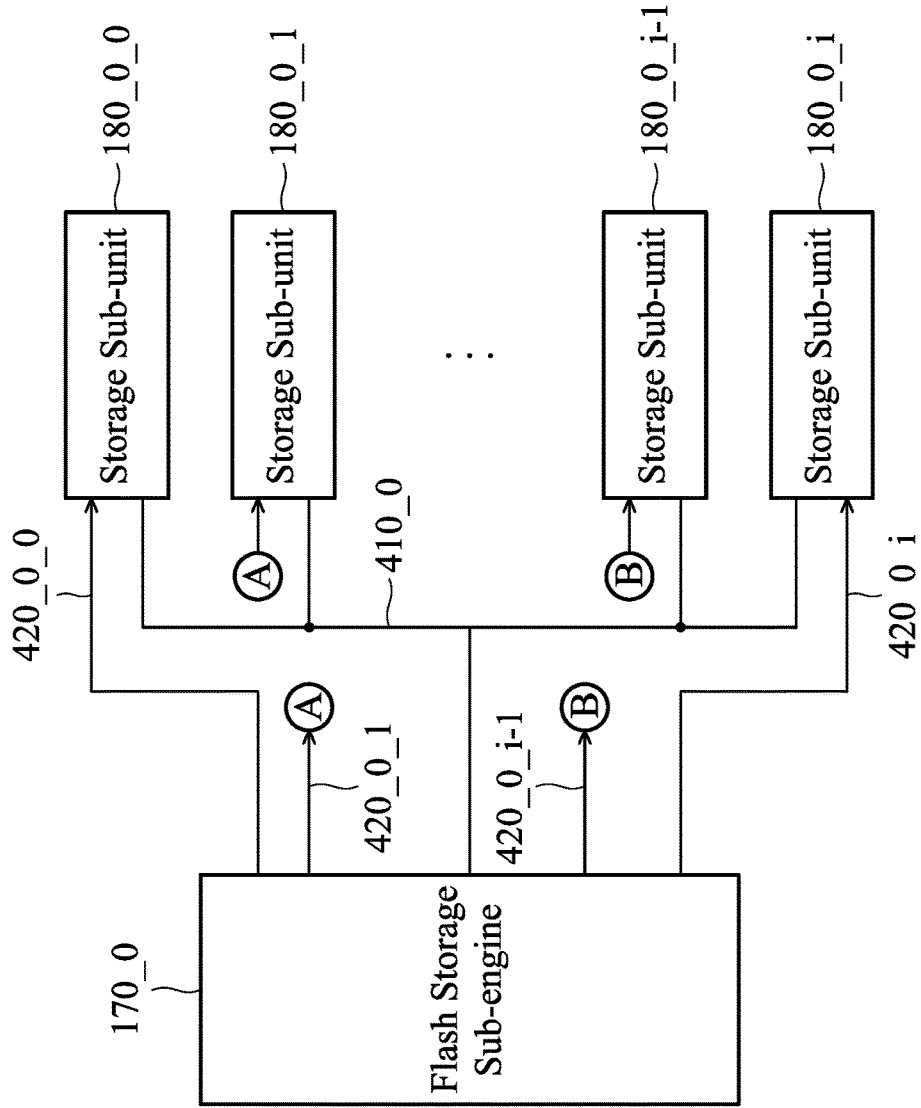 420_0_0
170_0
Storage Sub-unit
180_0_0
A
Storage Sub-unit
180_0_1
A
420_0_1
410_0
Flash Storage
Sub-engine
. . .
420_0_i-1
B
B
Storage Sub-unit
180_0_i-1
Storage Sub-unit
180_0_i
420_0_i